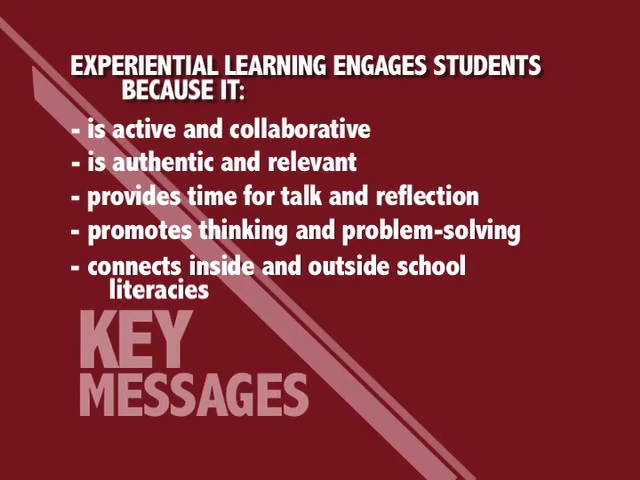 EXPERIENTIAL LEARNING ENGAGES STUDENTS
BECAUSE IT:
- is active and collaborative
- is authentic and relevant
- provides time for talk and reflection
- promotes thinking and problem-solving
- connects inside and outside school
literacies
KEY
MESSAGES